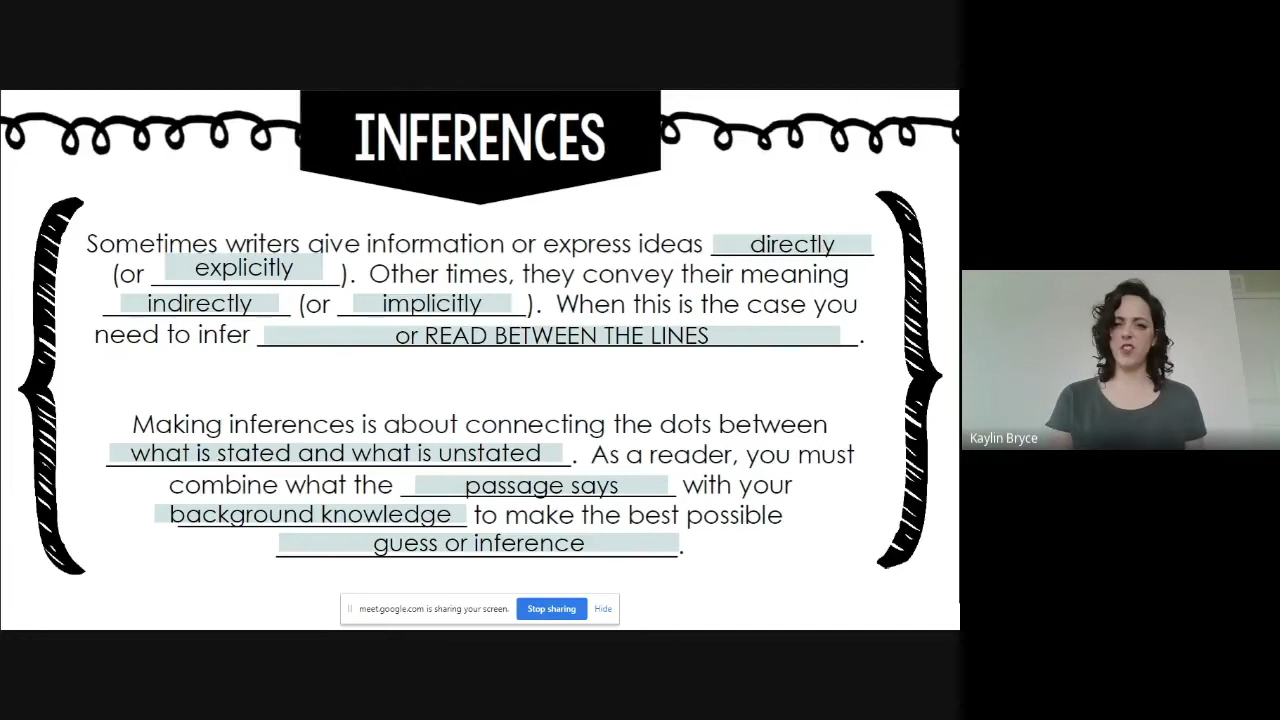 INFERENCES
Sometimes writers give information or express ideas directly
(or explicitly ). Other times, they convey their meaning
indirectly (or implicitly ). When this is the case you
need to infer or READ BETWEEN THE LINES .
Making inferences is about connecting the dots between
what is stated and what is unstated . As a reader, you must
combine what the passage says with your
background knowledge to make the best possible
guess or inference .
meet.google.com is sharing your screen. Stop sharing Hide
Kaylin Bryce